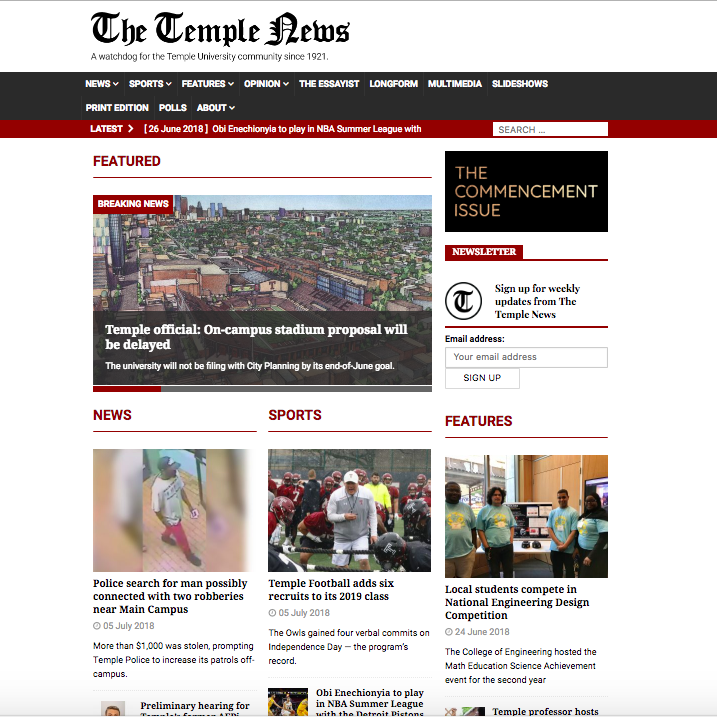 The Temple News
A watchdog for the Temple University community since 1921.
NEWS SPORTS FEATURES OPINION THE ESSAYIST LONGFORM MULTIMEDIA SLIDESHOWS
PRINT EDITION POLLS ABOUT
LATEST [ 26 June 2018 ] Obi Enechionyia to play in NBA Summer League with
SEARCH ...
FEATURED
BREAKING NEWS
Temple official: On-campus stadium proposal will
be delayed
The university will not be filing with City Planning by its end-of-June goal.
THE
COMMENCEMENT
ISSUE
NEWSLETTER
T
Sign up for weekly
updates from The
Temple News
Email address:
Your email address
SIGN UP
NEWS
Police search for man possibly
connected with two robberies
near Main Campus
05 July 2018
More than $1,000 was stolen, prompting
Temple Police to increase its patrols off-
campus.
Preliminary hearing for
Temple's former AEPi
SPORTS
Temple Football adds six
recruits to its 2019 class
05 July 2018
The Owls gained four verbal commits on
Independence Day — the program's
record.
Obi Enechionyia to play
in NBA Summer League
with the Detroit Pistons
FEATURES
Local students compete in
National Engineering Design
Competition
24 June 2018
The College of Engineering hosted the
Math Education Science Achievement
event for the second year
Temple professor hosts